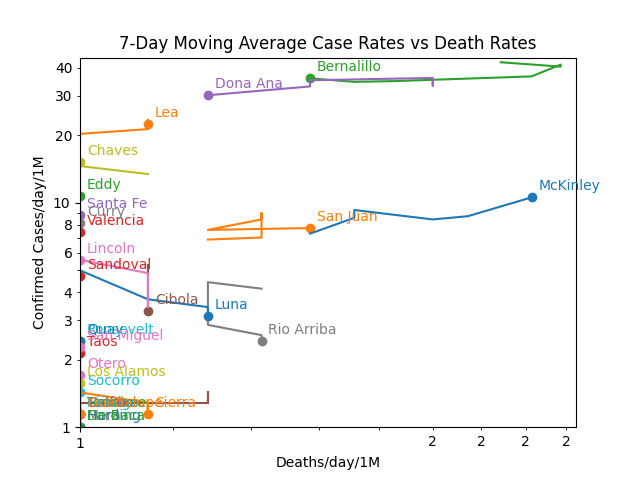 7-Day Moving Average Case Rates vs Death Rates
Confirmed Cases/day/1M
40
30
20
10
8
6
4
3
2
1
Bernalillo
Dona Ana
Lea
Chaves
Eddy
McKinley
Santa Fe
Curry
Valencia
San Juan
Lincoln
Sandoval
Cibola
Luna
Roosevelt
Quay
San Miguel
Rio Arriba
Taos
Otero
Los Alamos
Socorro
Sierra
1
2
2
2
2
Deaths/day/1M